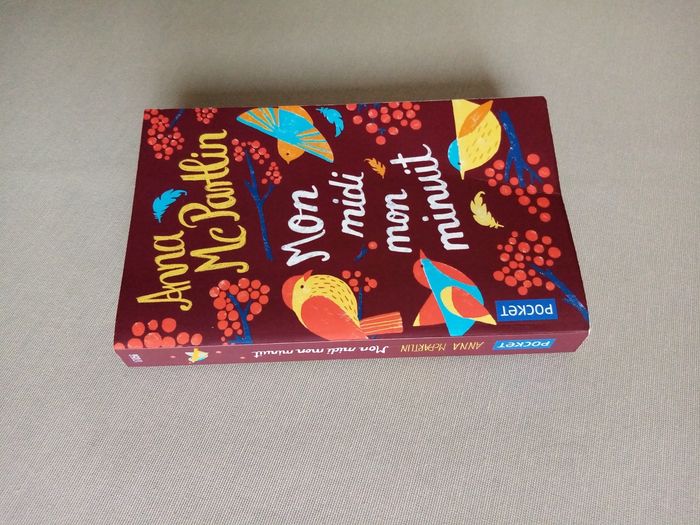 Anna
McPartlin
Mon
midi
mon
minuit
POCKET
Mon midi mon minuit
ANNA McPARTLIN
POCKET